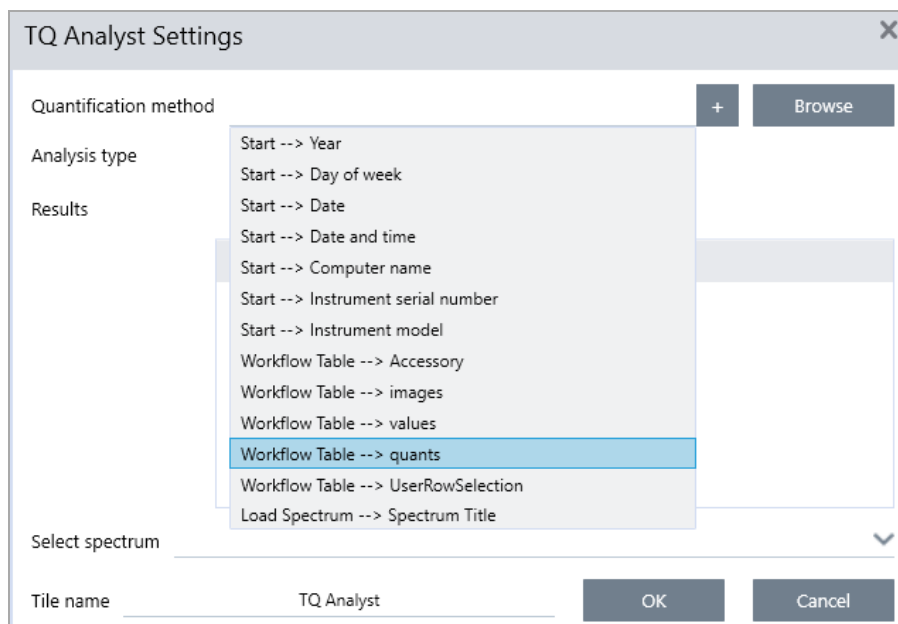 TQ Analyst Settings
Quantification method
+
Browse
Start --> Year
Analysis type
Start --> Day of week
Results
Start --> Date
Start --> Date and time
Start --> Computer name
Start --> Instrument serial number
Start --> Instrument model
Workflow Table --> Accessory
Workflow Table --> images
Workflow Table --> values
Workflow Table --> quants
Workflow Table --> UserRowSelection
Load Spectrum --> Spectrum Title
Select spectrum
Tile name
TQ Analyst
OK
Cancel